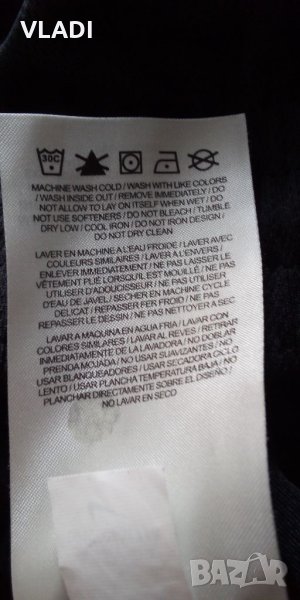 VLADI
30C
MACHINE WASH COLD / WASH WITH LIKE COLORS
/ WASH INSIDE OUT / REMOVE IMMEDIATELY / DO
NOT ALLOW TO LAY ON ITSELF WHEN WET / DO
NOT USE SOFTENERS / DO NOT BLEACH / TUMBLE
DRY LOW / COOL IRON / DO NOT IRON DESIGN /
DO NOT DRY CLEAN
LAVER EN MACHINE A L'EAU FROIDE / LAVER AVEC
COULEURS SIMILAIRES / LAVER A L'ENVERS /
ENLEVER IMMÉDIATEMENT / NE PAS LAISSER LE
VÊTEMENT PLIÉ LORSQU'IL EST MOUILLÉ / NE PAS
UTILISER D'ADOUCISSEUR / NE PAS UTILISER
D'EAU DE JAVEL / SECHER EN MACHINE CYCLE
DELICAT / REPASSER FER FROID / NE PAS
REPASSER LE DESSIN / NE PAS NETTOYER A SEC
LAVAR A MAQUINA EN AGUA FRIA / LAVAR CON
COLORES SIMILARES / LAVAR AL REVES / RETIRAR
IMMEDIATAMENTE DE LA LAVADORA / NO DOBLAR
PRENDA MOJADA / NO USAR SUAVIZANTES / NO
USAR BLANQUEADORES / USAR SECADORA CICLO
LENTO / USAR PLANCHA TEMPERATURA BAJA / NO
PLANCHAR DIRECTAMENTE SOBRE EL DISEÑO /
NO LAVAR EN SECO
BAZAR
bg